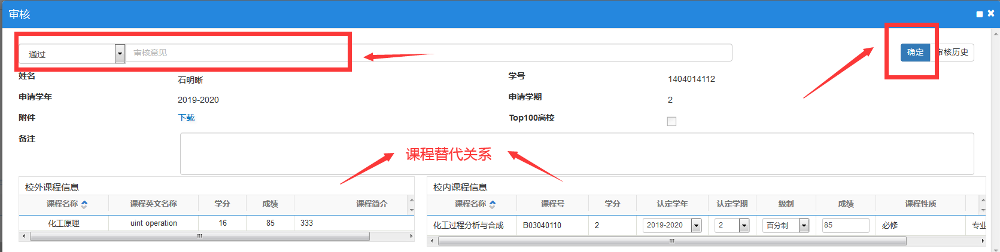 审核
通过 审核意见 确定 审核历史
姓名 石明晰 学号 1404014112
申请学年 2019-2020 申请学期 2
附件 下载 Top100高校
备注
课程替代关系
校外课程信息 校内课程信息
课程名称 课程英文名称 学分 成绩 课程简介 课程名称 课程号 学分 认定学年 认定学期 级制 成绩 课程性质
化工原理 uint operation 16 85 333 化工过程分析与合成 B03040110 2 2019-2020 2 百分制 85 必修 专业